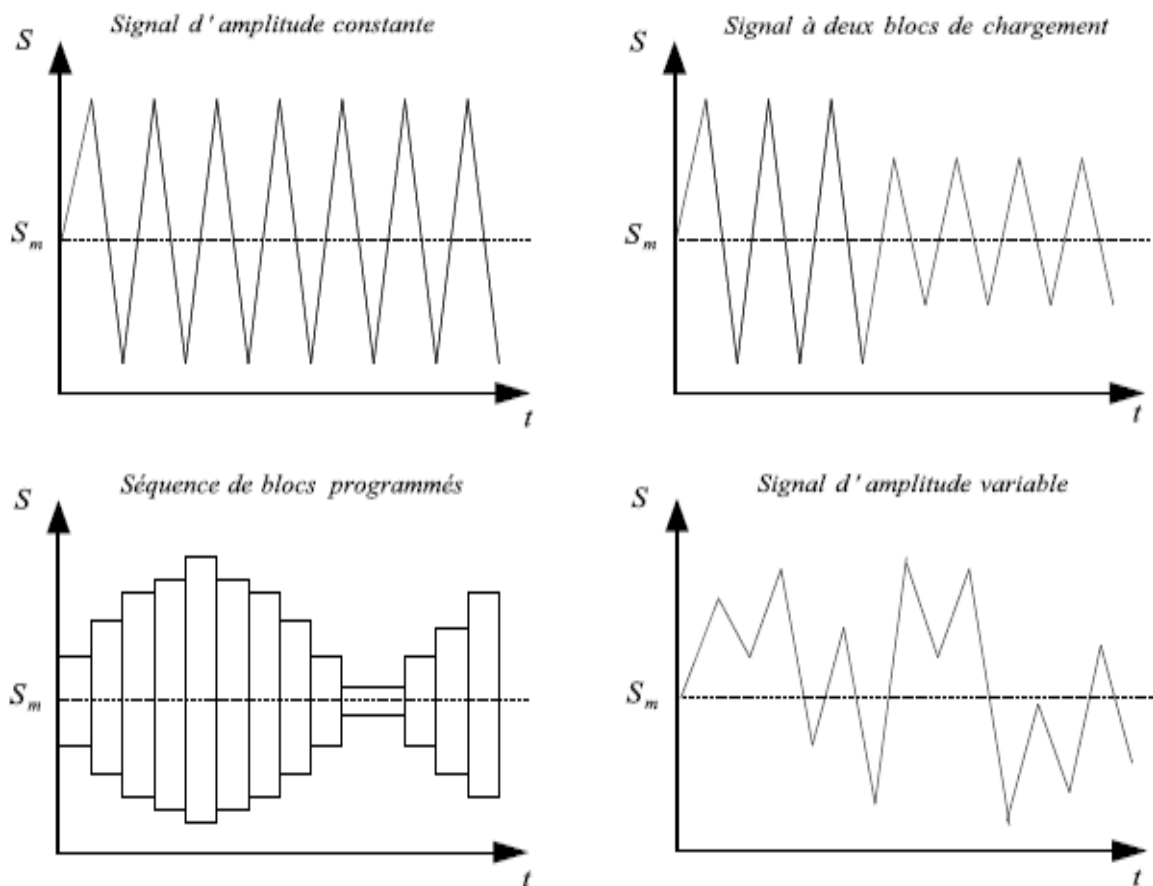 Signal d'amplitude constante
S
S_m
t
Signal à deux blocs de chargement
S
S_m
t
Séquence de blocs programmés
S
S_m
t
Signal d'amplitude variable
S
S_m
t